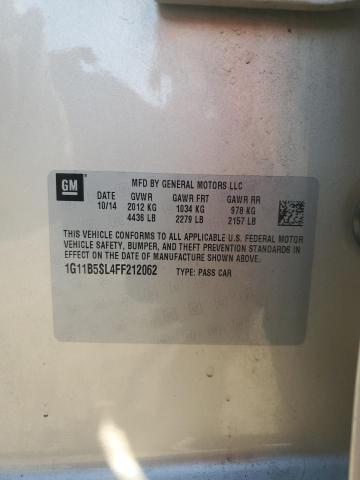 GM
MFD BY GENERAL MOTORS LLC
DATE GVWR GAWR FRT GAWR RR
10/14 2012 KG 1034 KG 978 KG
4436 LB 2279 LB 2157 LB
THIS VEHICLE CONFORMS TO ALL APPLICABLE U.S. FEDERAL MOTOR
VEHICLE SAFETY, BUMPER, AND THEFT PREVENTION STANDARDS
IN EFFECT ON THE DATE OF MANUFACTURE SHOWN ABOVE.
1G11B5SL4FF212062 TYPE: PASS CAR